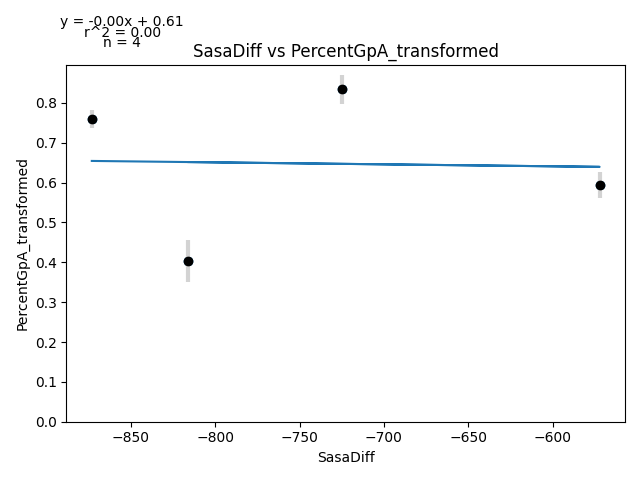 y = -0.00x + 0.61
r^2 = 0.00
n = 4
SasaDiff vs PercentGpA_transformed
PercentGpA_transformed
0.8
0.7
0.6
0.5
0.4
0.3
0.2
0.1
0.0
−850 −800 −750 −700 −650 −600
SasaDiff